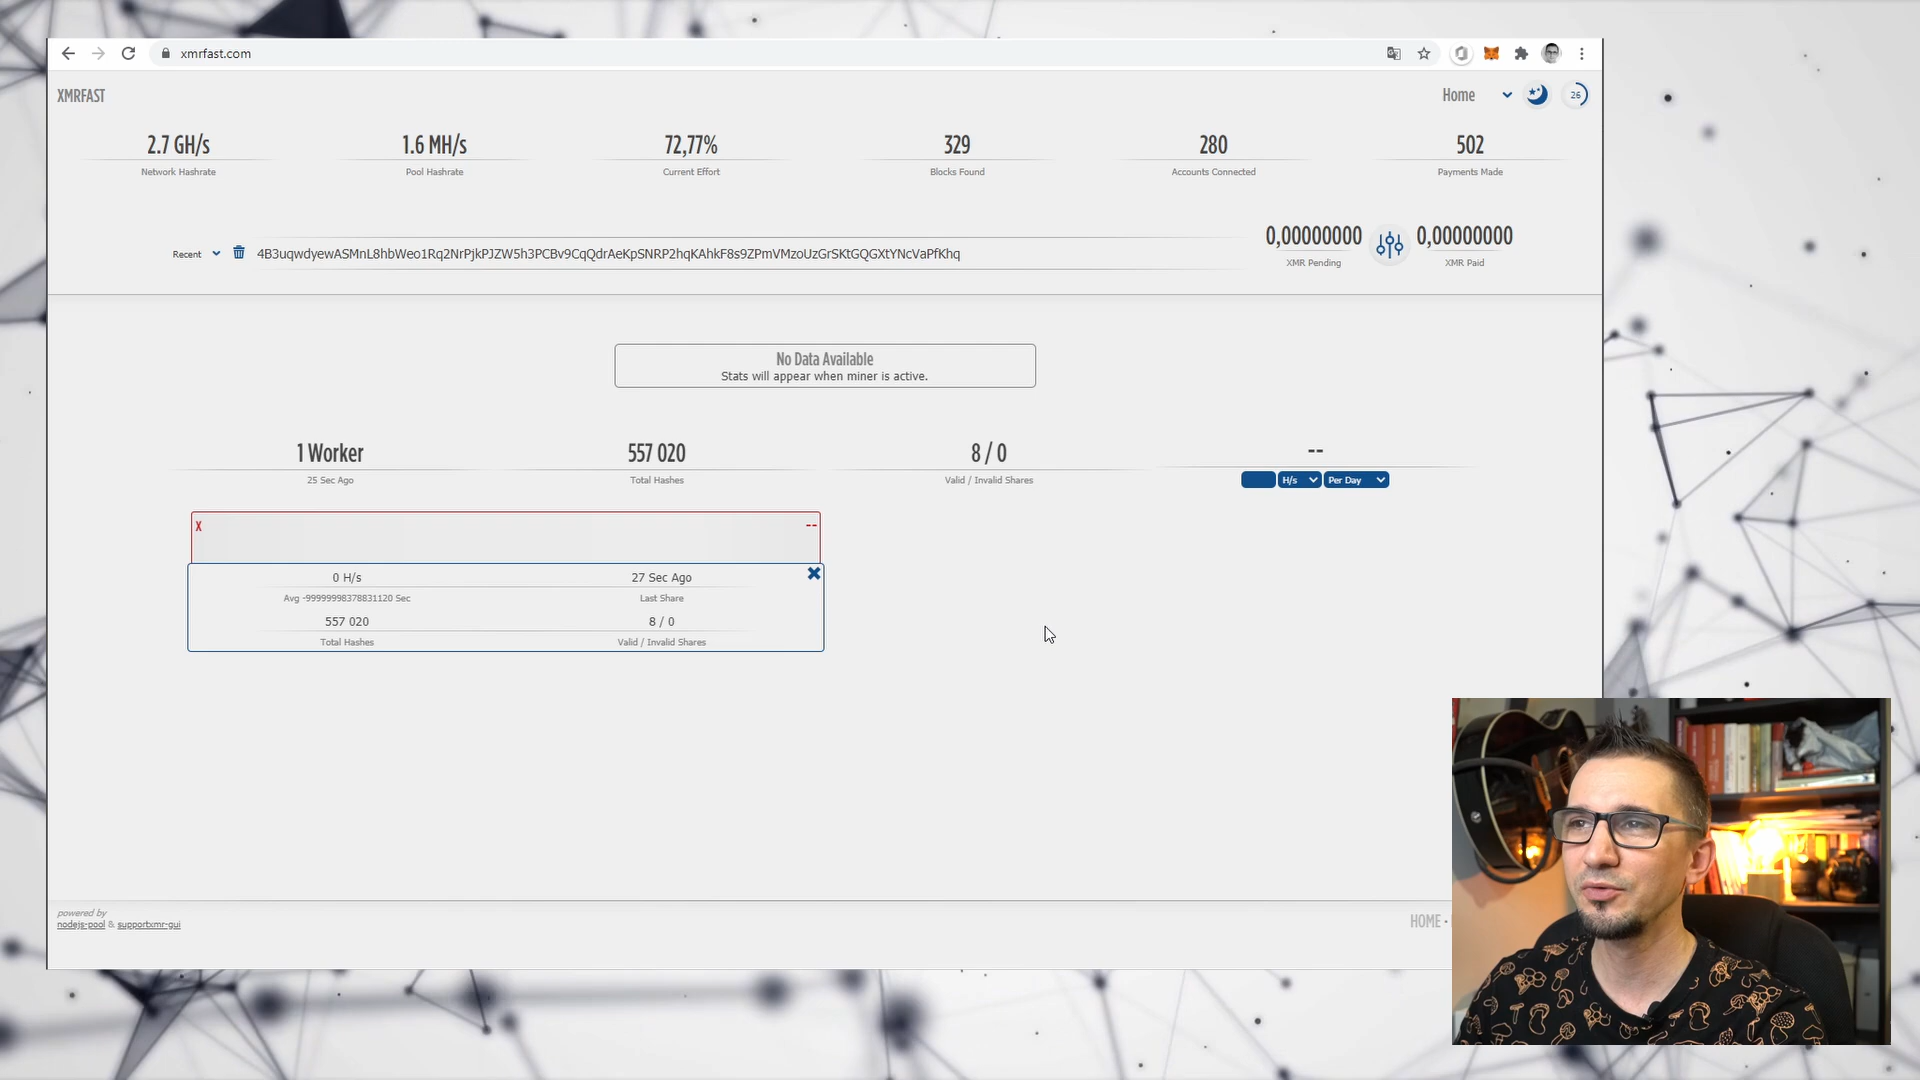 xmrfast.com
XMRFAST
Home
26
2.7 GH/s
Network Hashrate
1.6 MH/s
Pool Hashrate
72,77%
Current Effort
329
Blocks Found
280
Accounts Connected
502
Payments Made
Recent
4B3uqwdyewASMnL8hbWeo1Rq2NrPjkPJZW5h3PCBv9CqQdrAeKpSNRP2hqKAhkF8s9ZPmVMzoUzGrSKtGQGXtYNcVaPfKhq
0,00000000
XMR Pending
0,00000000
XMR Paid
No Data Available
Stats will appear when miner is active.
1 Worker
25 Sec Ago
557 020
Total Hashes
8 / 0
Valid / Invalid Shares
--
H/s
Per Day
X
--
0 H/s
Avg -99999998378831120 Sec
27 Sec Ago
Last Share
557 020
Total Hashes
8 / 0
Valid / Invalid Shares
powered by
nodejs-pool & supportxmr-gui
HOME ·